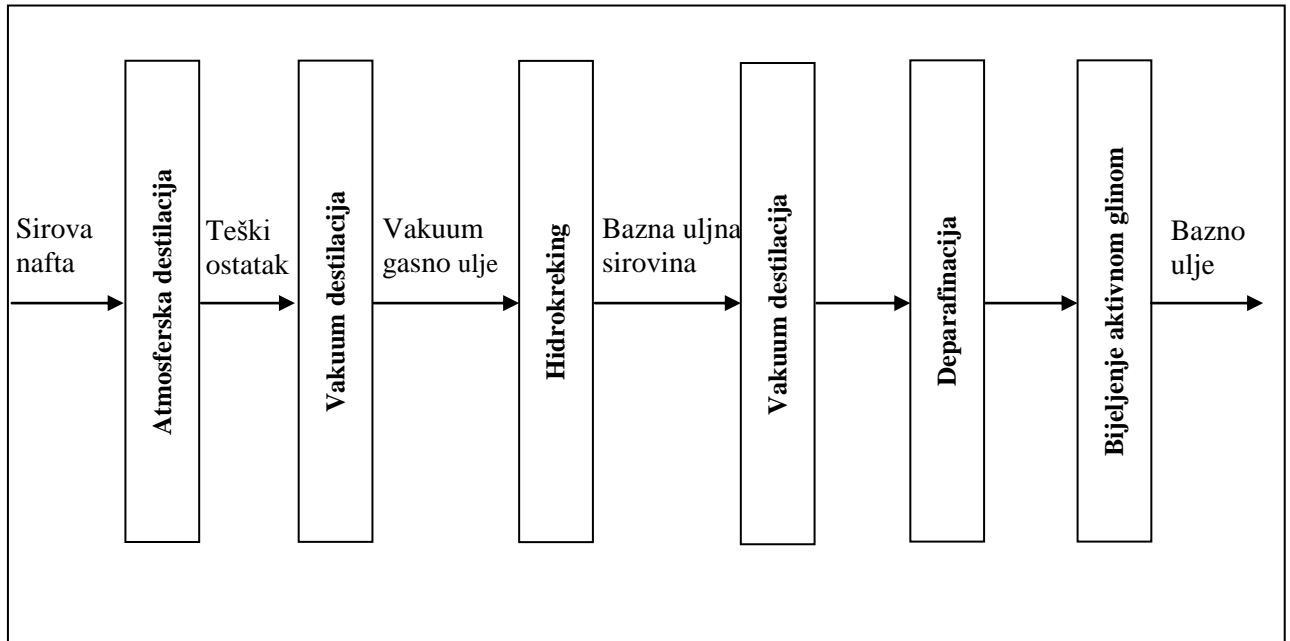 Sirova
nafta
Atmosferska destilacija
Teški
ostatak
Vakuum destilacija
Vakuum
gasno ulje
Hidrokreking
Bazna uljna
sirovina
Vakuum destilacija
Deparafinacija
Bijeljenje aktivnom glinom
Bazno
ulje